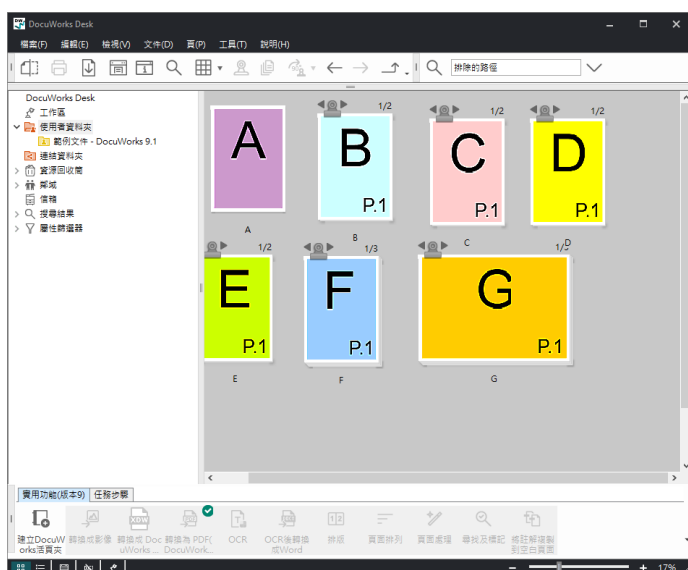 DocuWorks Desk
檔案(F) 編輯(E) 檢視(V) 文件(D) 頁(P) 工具(T) 說明(H)
排除的路徑
DocuWorks Desk
工作區
使用者資料夾
範例文件 - DocuWorks 9.1
連結資料夾
資源回收筒
鄰域
信箱
搜尋結果
屬性篩選器
A
A
1/2
B
P.1
B
1/2
C
P.1
C
1/2
D
P.1
D
1/2
E
P.1
E
1/3
F
P.1
F
1/
G
P.1
G
實用功能(版本9) 任務步驟
建立DocuW
orks活頁夾
轉換成影像
轉換成 Doc
uWorks ...
轉換為 PDF(
DocuWork...
OCR
OCR後轉換
成Word
排版
頁面排列
頁面處理
尋找及標記
將註解複製
到空白頁面
17%